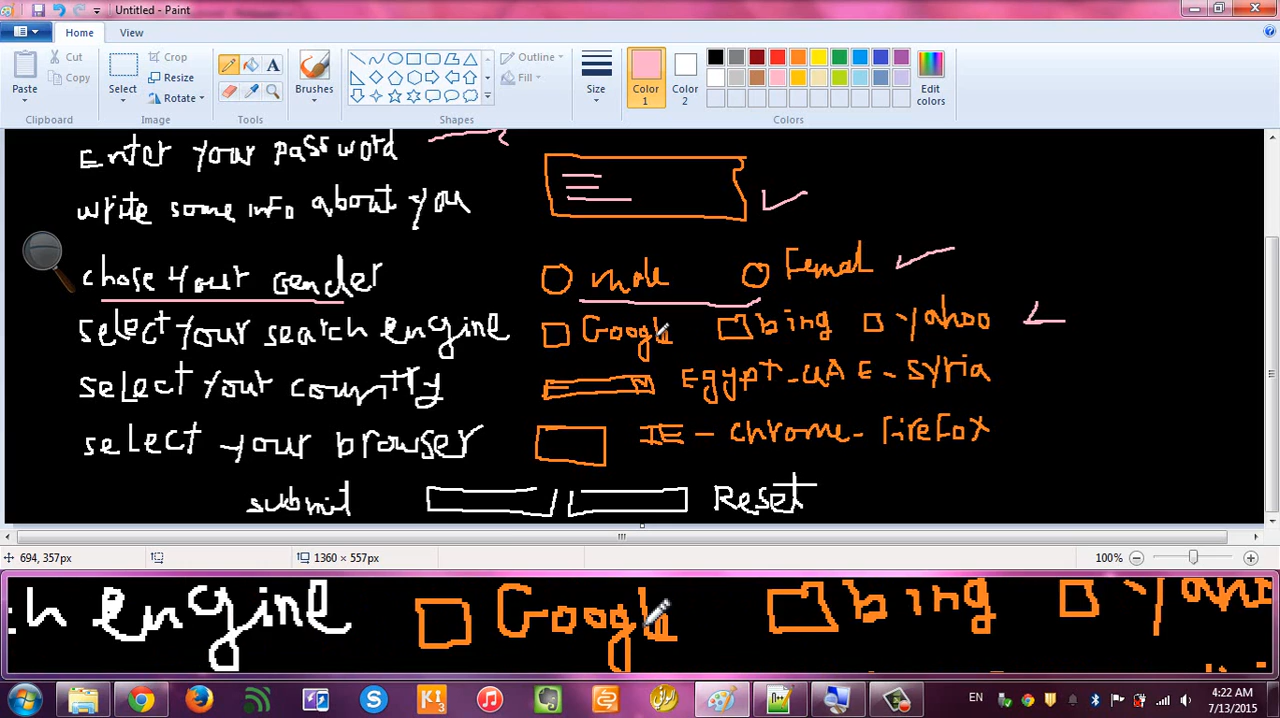 Untitled - Paint
Home View
Paste
Cut
Copy
Clipboard
Select
Crop
Resize
Rotate
Image
Tools
Brushes
Shapes
Outline
Fill
Size
Color 1
Color 2
Edit colors
Colors
Enter your password
write some info about you
chose your Gender male Femal
select your search engine Google bing yahoo
select your country Egypt-UAE-Syria
select your browser IE - chrome - FireFox
submit Reset
694, 357px 1360 × 557px 100%
ch engine Google bing yaho
EN 4:22 AM
7/13/2015